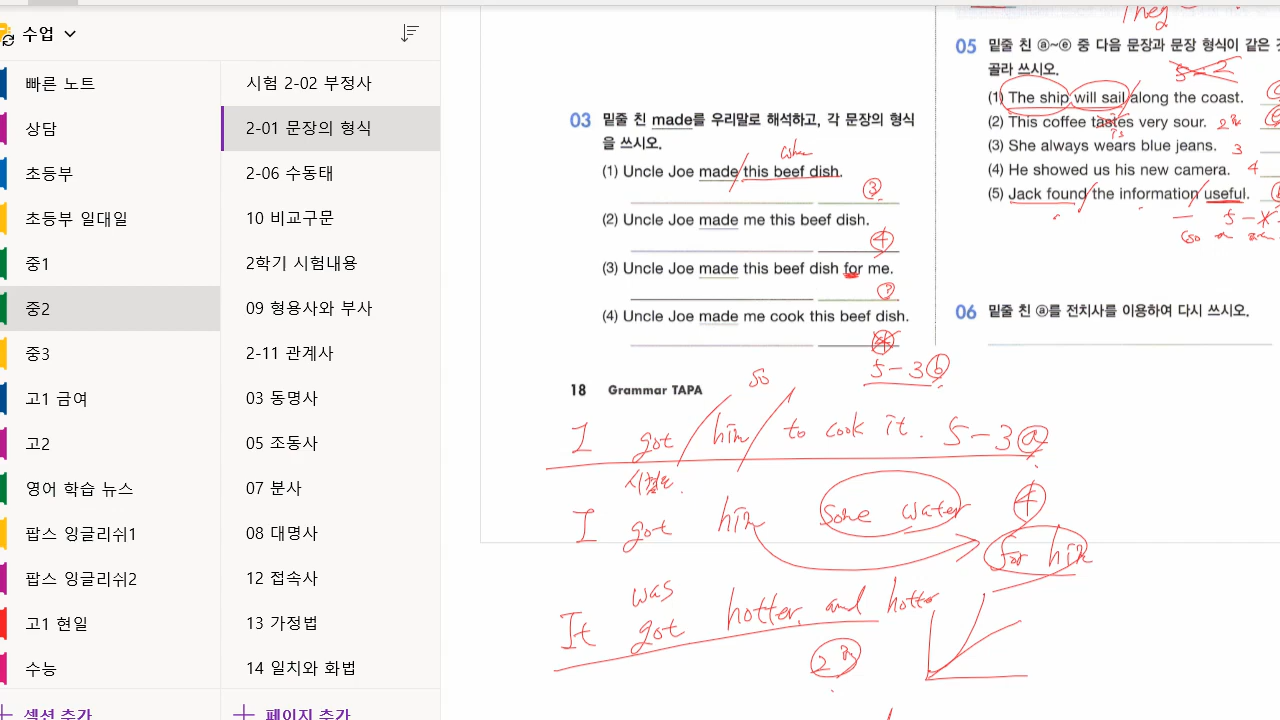 수업
빠른 노트
상담
초등부
초등부 일대일
중1
중2
중3
고1 금여
고2
영어 학습 뉴스
팝스 잉글리쉬1
팝스 잉글리쉬2
고1 현일
수능
섹션 추가
시험 2-02 부정사
2-01 문장의 형식
2-06 수동태
10 비교구문
2학기 시험내용
09 형용사와 부사
2-11 관계사
03 동명사
05 조동사
07 분사
08 대명사
12 접속사
13 가정법
14 일치와 화법
페이지 추가
03 밑줄 친 made를 우리말로 해석하고, 각 문장의 형식
을 쓰시오.
(1) Uncle Joe made this beef dish.
③
(2) Uncle Joe made me this beef dish.
④
(3) Uncle Joe made this beef dish for me.
(4) Uncle Joe made me cook this beef dish.
5-3ⓑ
18 Grammar TAPA
They
05 밑줄 친 ⓐ~ⓔ 중 다음 문장과 문장 형식이 같은
골라 쓰시오.
(1) The ship will sail along the coast.
(2) This coffee tastes very sour.
is
(3) She always wears blue jeans. 3
(4) He showed us his new camera. 4
(5) Jack found the information useful.
06 밑줄 친 ⓐ를 전치사를 이용하여 다시 쓰시오.
I got him to cook it. 5-3ⓐ
I got him some water ④
for him
was
It got hotter and hotter
2